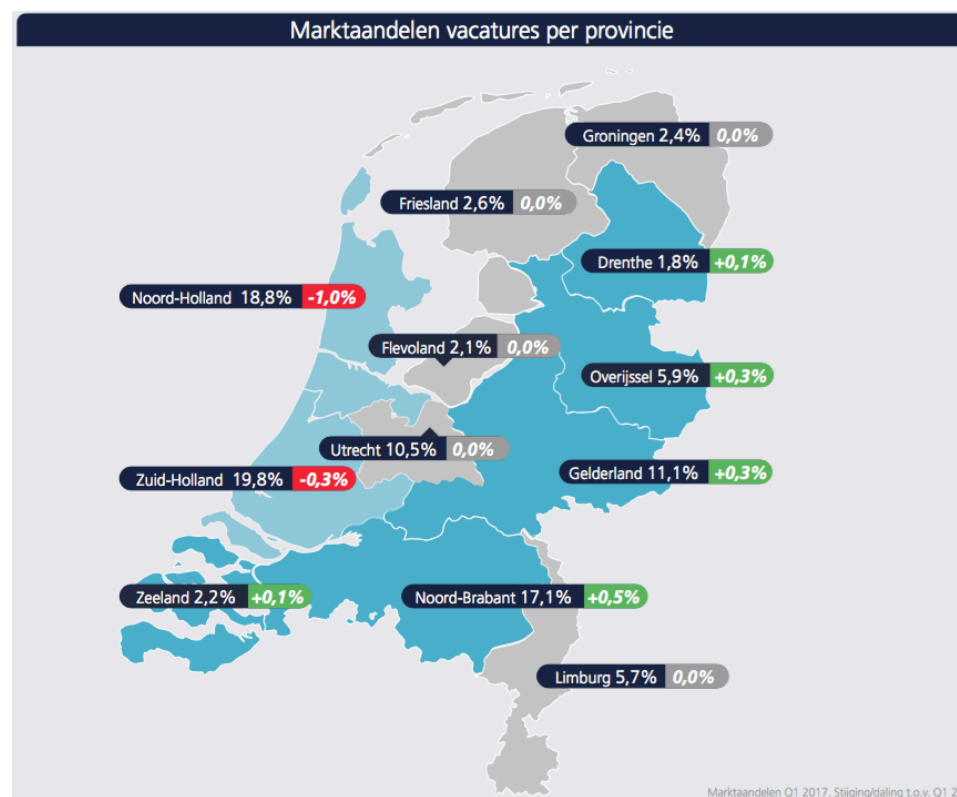 Marktaandelen vacatures per provincie
Groningen 2,4% 0,0%
Friesland 2,6% 0,0%
Drenthe 1,8% +0,1%
Noord-Holland 18,8% -1,0%
Flevoland 2,1% 0,0%
Overijssel 5,9% +0,3%
Utrecht 10,5% 0,0%
Gelderland 11,1% +0,3%
Zuid-Holland 19,8% -0,3%
Zeeland 2,2% +0,1%
Noord-Brabant 17,1% +0,5%
Limburg 5,7% 0,0%
Marktaandelen Q1 2017. Stijging/daling t.o.v. Q1 2